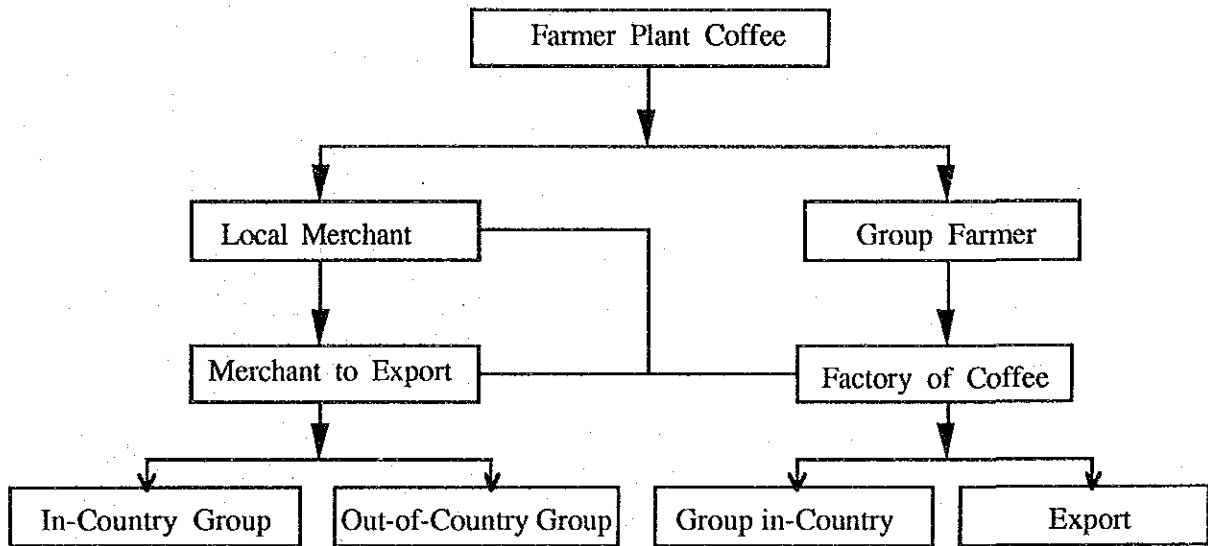 Farmer Plant Coffee
Local Merchant
Group Farmer
Merchant to Export
Factory of Coffee
In-Country Group
Out-of-Country Group
Group in-Country
Export